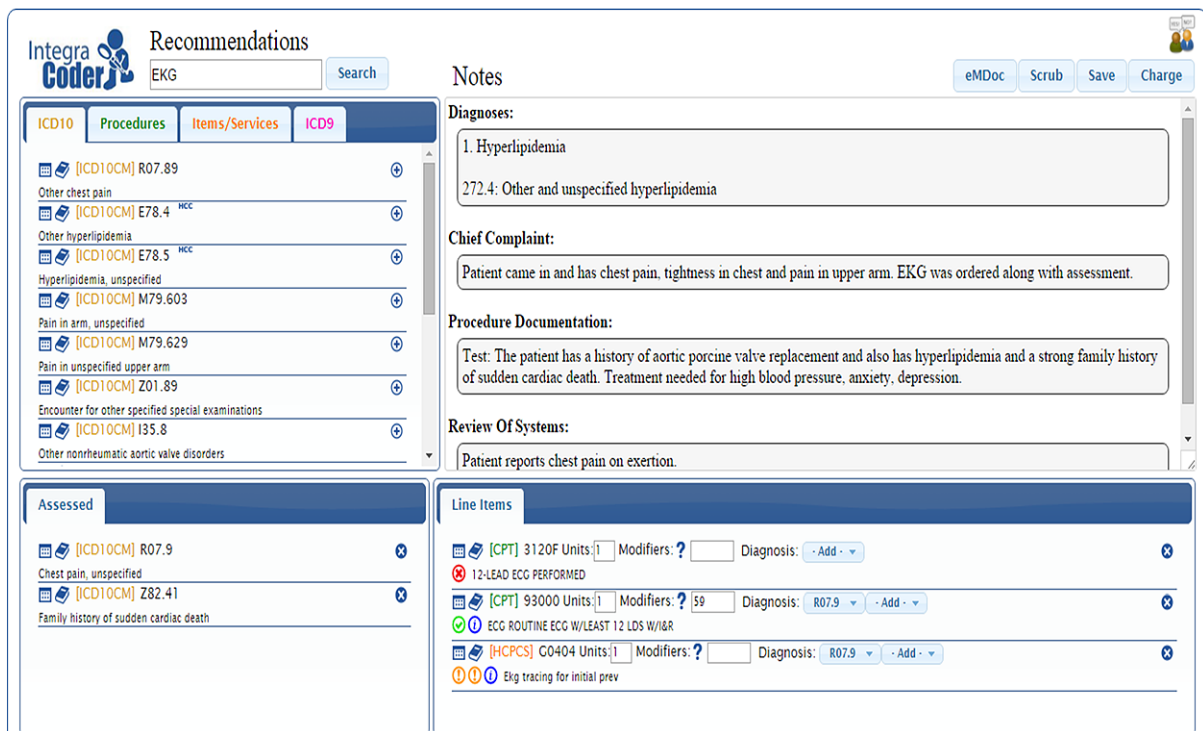 Integra
Coder
Recommendations
EKG
Search
Notes
eMDoc
Scrub
Save
Charge
ICD10
Procedures
Items/Services
ICD9
[ICD10CM] R07.89
Other chest pain
[ICD10CM] E78.4 HCC
Other hyperlipidemia
[ICD10CM] E78.5 HCC
Hyperlipidemia, unspecified
[ICD10CM] M79.603
Pain in arm, unspecified
[ICD10CM] M79.629
Pain in unspecified upper arm
[ICD10CM] Z01.89
Encounter for other specified special examinations
[ICD10CM] I35.8
Other nonrheumatic aortic valve disorders
Diagnoses:
1. Hyperlipidemia
272.4: Other and unspecified hyperlipidemia
Chief Complaint:
Patient came in and has chest pain, tightness in chest and pain in upper arm. EKG was ordered along with assessment.
Procedure Documentation:
Test: The patient has a history of aortic porcine valve replacement and also has hyperlipidemia and a strong family history
of sudden cardiac death. Treatment needed for high blood pressure, anxiety, depression.
Review Of Systems:
Patient reports chest pain on exertion.
Assessed
[ICD10CM] R07.9
Chest pain, unspecified
[ICD10CM] Z82.41
Family history of sudden cardiac death
Line Items
[CPT] 3120F Units: 1 Modifiers: ? Diagnosis: - Add -
12-LEAD ECG PERFORMED
[CPT] 93000 Units: 1 Modifiers: ? 59 Diagnosis: R07.9 - Add -
ECG ROUTINE ECG W/LEAST 12 LDS W/I&R
[HCPCS] G0404 Units: 1 Modifiers: ? Diagnosis: R07.9 - Add -
Ekg tracing for initial prev